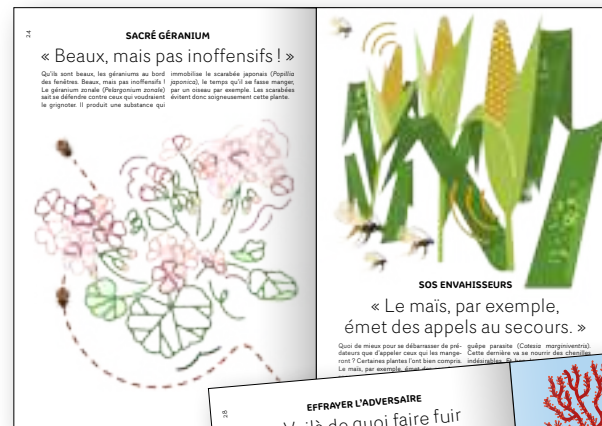 24
SACRÉ GÉRANIUM
« Beaux, mais pas inoffensifs ! »
Qu'ils sont beaux, les géraniums au bord
des fenêtres. Beaux, mais pas inoffensifs !
Le géranium zonale (Pelargonium zonale)
sait se défendre contre ceux qui voudraient
le grignoter. Il produit une substance qui
immobilise le scarabée japonais (Popillia
japonica), le temps qu'il se fasse manger,
par un oiseau par exemple. Les scarabées
évitent donc soigneusement cette plante.
SOS ENVAHISSEURS
« Le maïs, par exemple,
émet des appels au secours. »
Quoi de mieux pour se débarrasser de pré-
dateurs que d'appeler ceux qui les mange-
ront ? Certaines plantes l'ont bien compris.
Le maïs, par exemple, émet des
guêpe parasite (Cotesia marginiventris).
Cette dernière va se nourrir des chenilles
indésirables.
28
EFFRAYER L'ADVERSAIRE
Voilà de quoi faire fuir